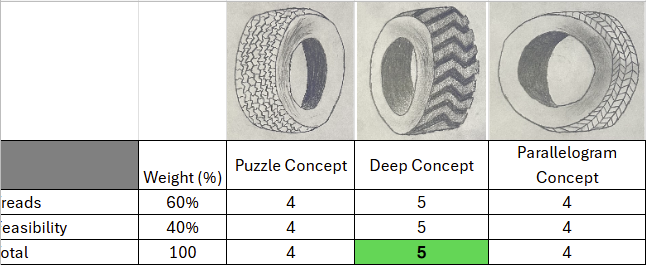 Weight (%) Puzzle Concept Deep Concept Parallelogram Concept
reads 60% 4 5 4
easibility 40% 4 5 4
otal 100 4 5 4